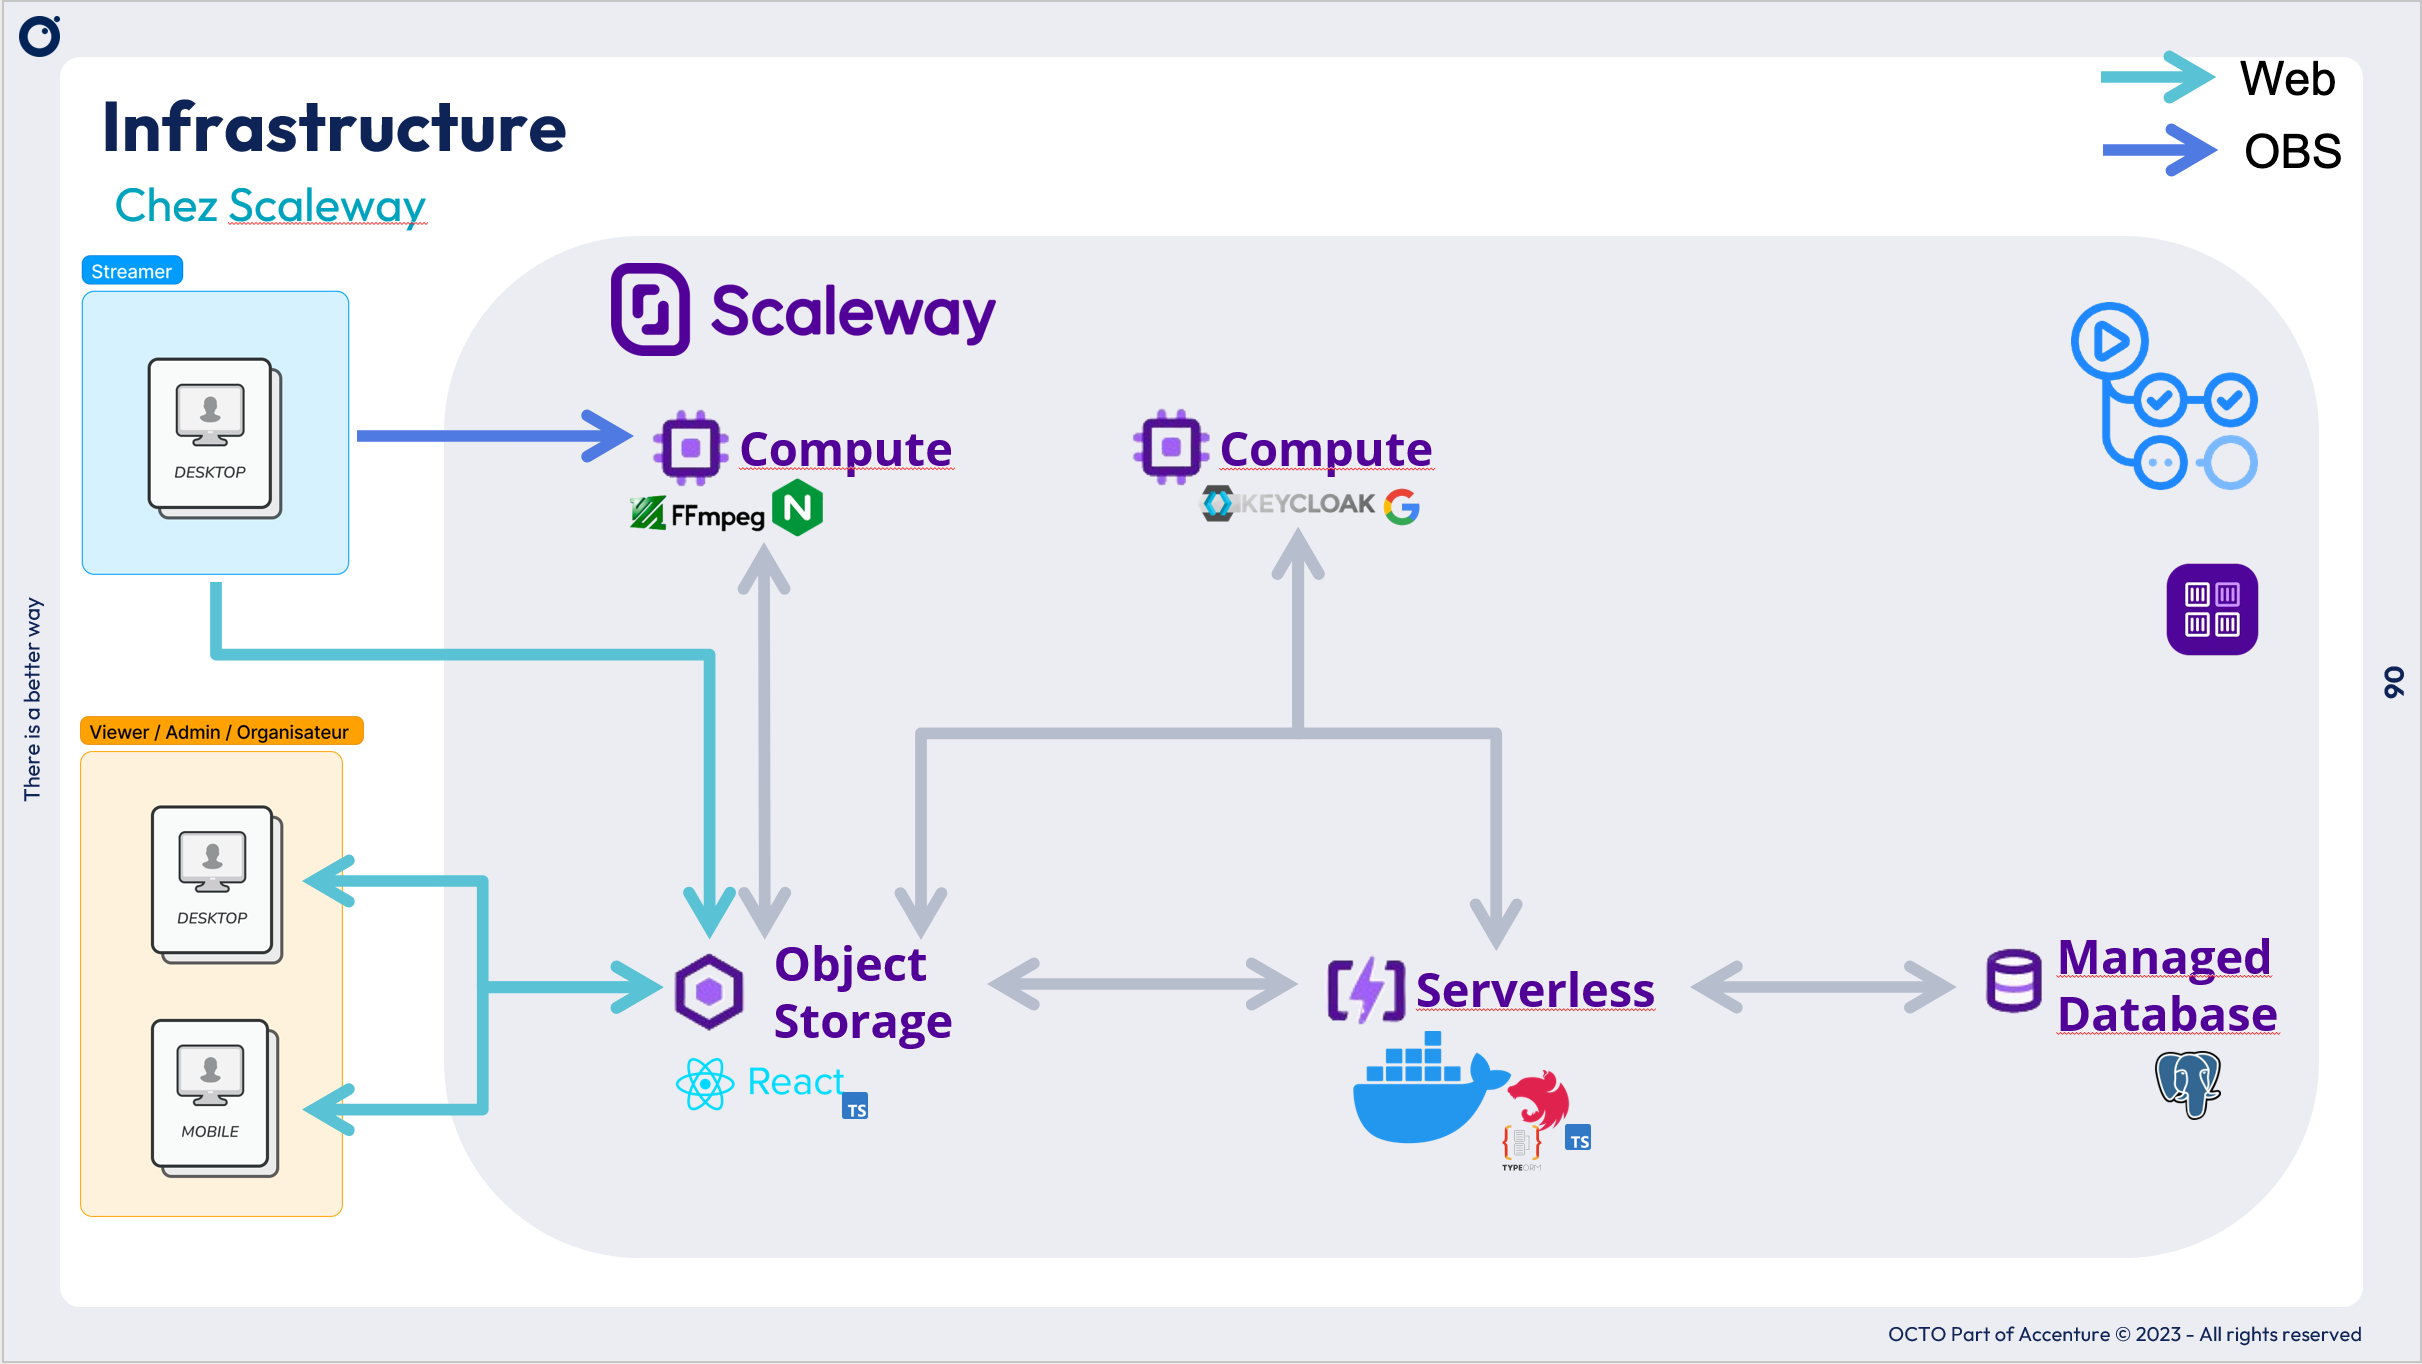 Web
OBS
Infrastructure
Chez Scaleway
Streamer
DESKTOP
Scaleway
Compute
FFmpeg
N
Compute
KEYCLOAK
G
There is a better way
06
Viewer / Admin / Organisateur
DESKTOP
MOBILE
Object
Storage
React
TS
Serverless
TS
TYPEORM
Managed
Database
OCTO Part of Accenture © 2023 - All rights reserved